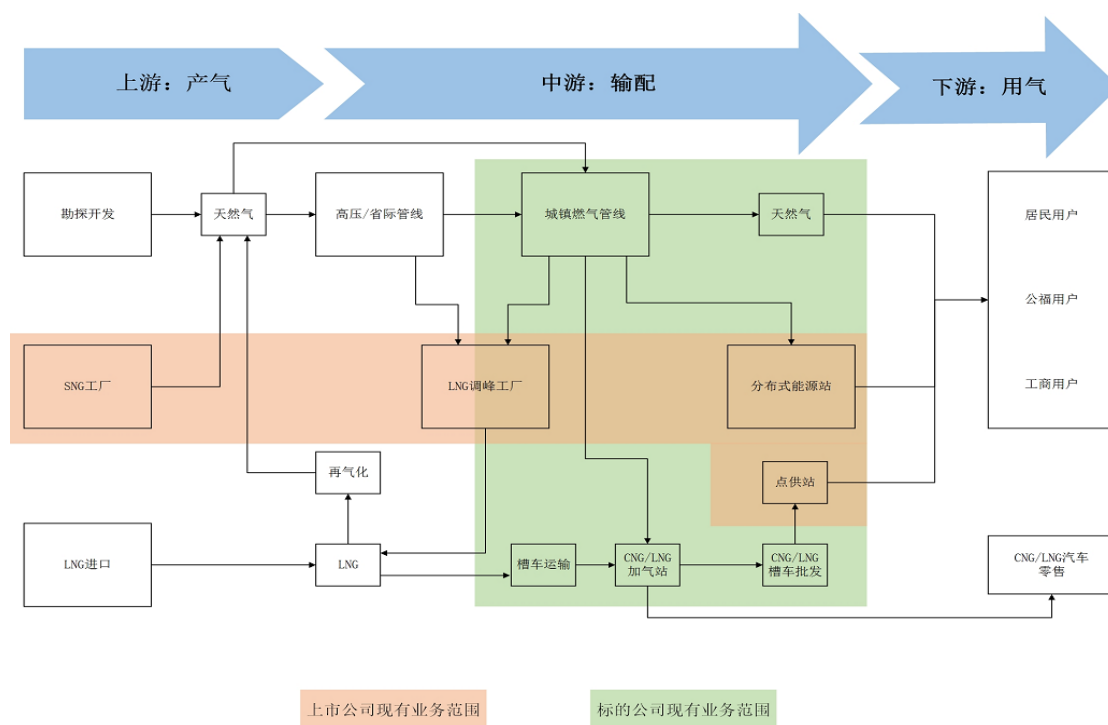 上游：产气
中游：输配
下游：用气
勘探开发
天然气
高压/省际管线
城镇燃气管线
天然气
居民用户
公福用户
工商用户
SNG工厂
LNG调峰工厂
分布式能源站
再气化
点供站
LNG进口
LNG
槽车运输
CNG/LNG
加气站
CNG/LNG
槽车批发
CNG/LNG汽车
零售
上市公司现有业务范围
标的公司现有业务范围